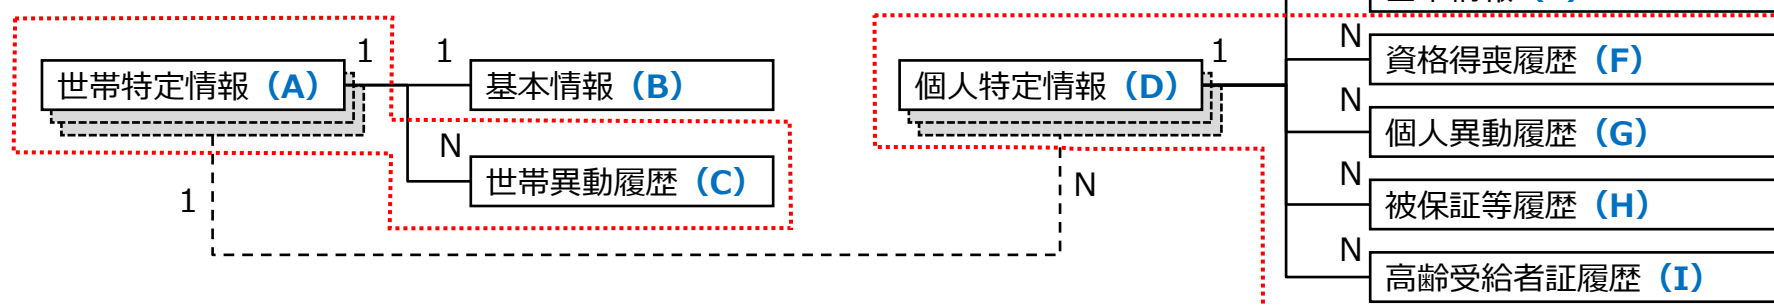 世帯特定情報（A）
1
1
基本情報（B）
N
世帯異動履歴（C）
1
個人特定情報（D）
1
N
N
資格得喪履歴（F）
N
個人異動履歴（G）
N
被保証等履歴（H）
N
高齢受給者証履歴（I）